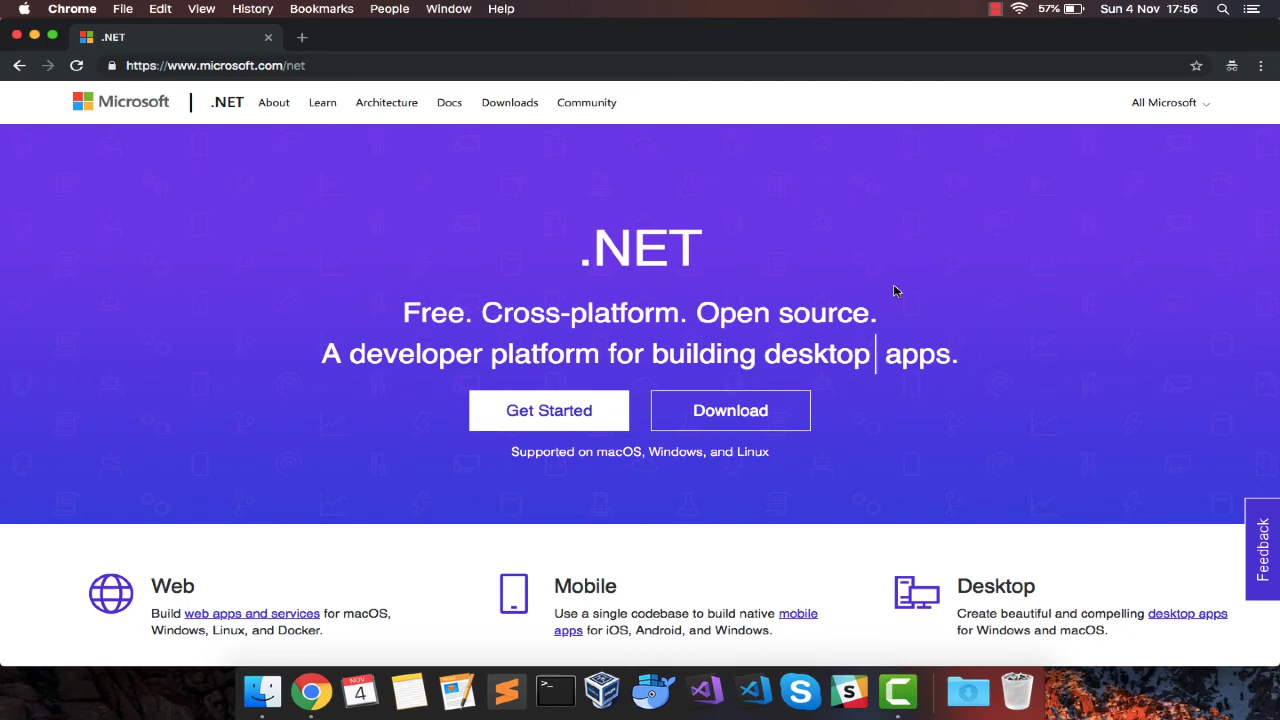 Chrome File Edit View History Bookmarks People Window Help 57% Sun 4 Nov 17:56
.NET
https://www.microsoft.com/net
Microsoft .NET About Learn Architecture Docs Downloads Community All Microsoft
.NET
Free. Cross-platform. Open source.
A developer platform for building desktop apps.
Get Started Download
Supported on macOS, Windows, and Linux
Feedback
Web
Build web apps and services for macOS,
Windows, Linux, and Docker.
Mobile
Use a single codebase to build native mobile
apps for iOS, Android, and Windows.
Desktop
Create beautiful and compelling desktop apps
for Windows and macOS.
NOV
4